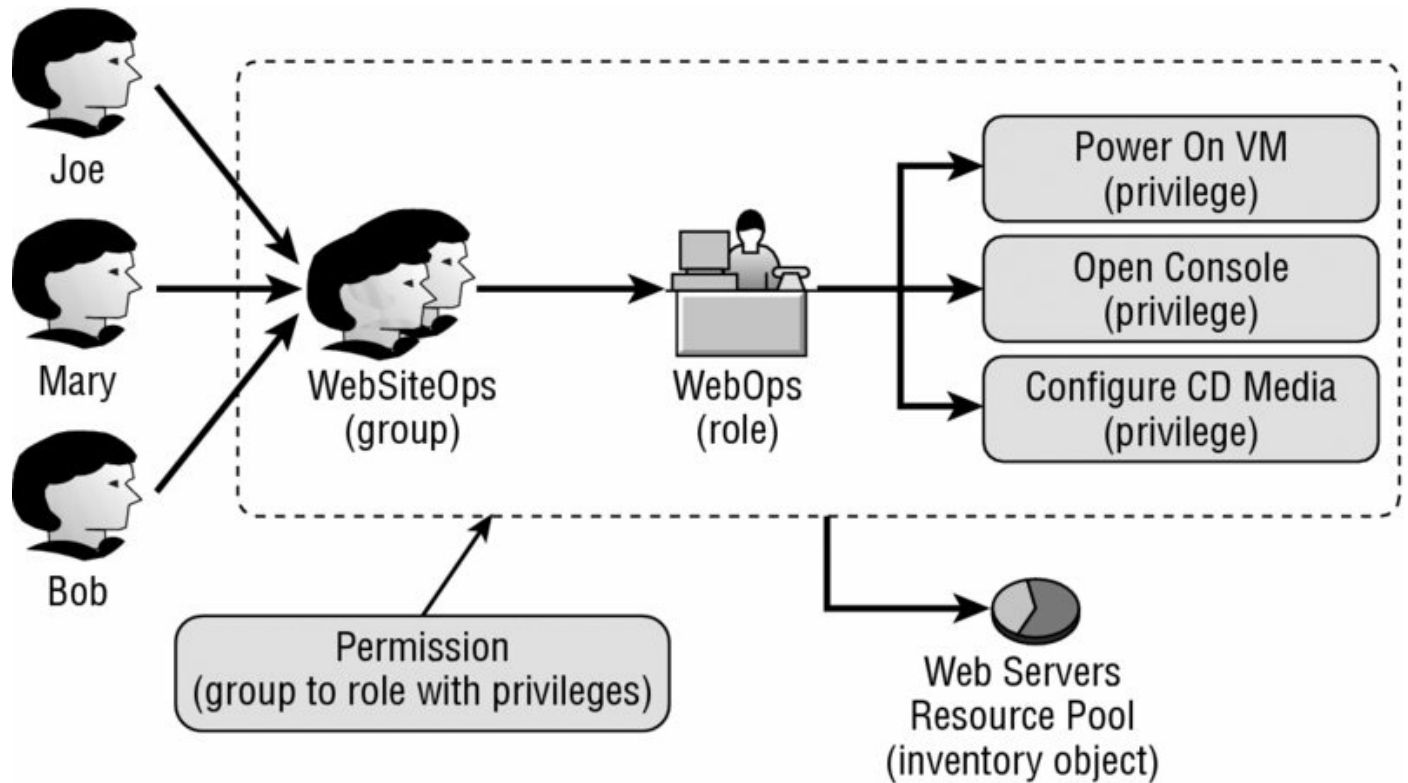 Joe
Mary
Bob
WebSiteOps
(group)
WebOps
(role)
Power On VM
(privilege)
Open Console
(privilege)
Configure CD Media
(privilege)
Permission
(group to role with privileges)
Web Servers
Resource Pool
(inventory object)